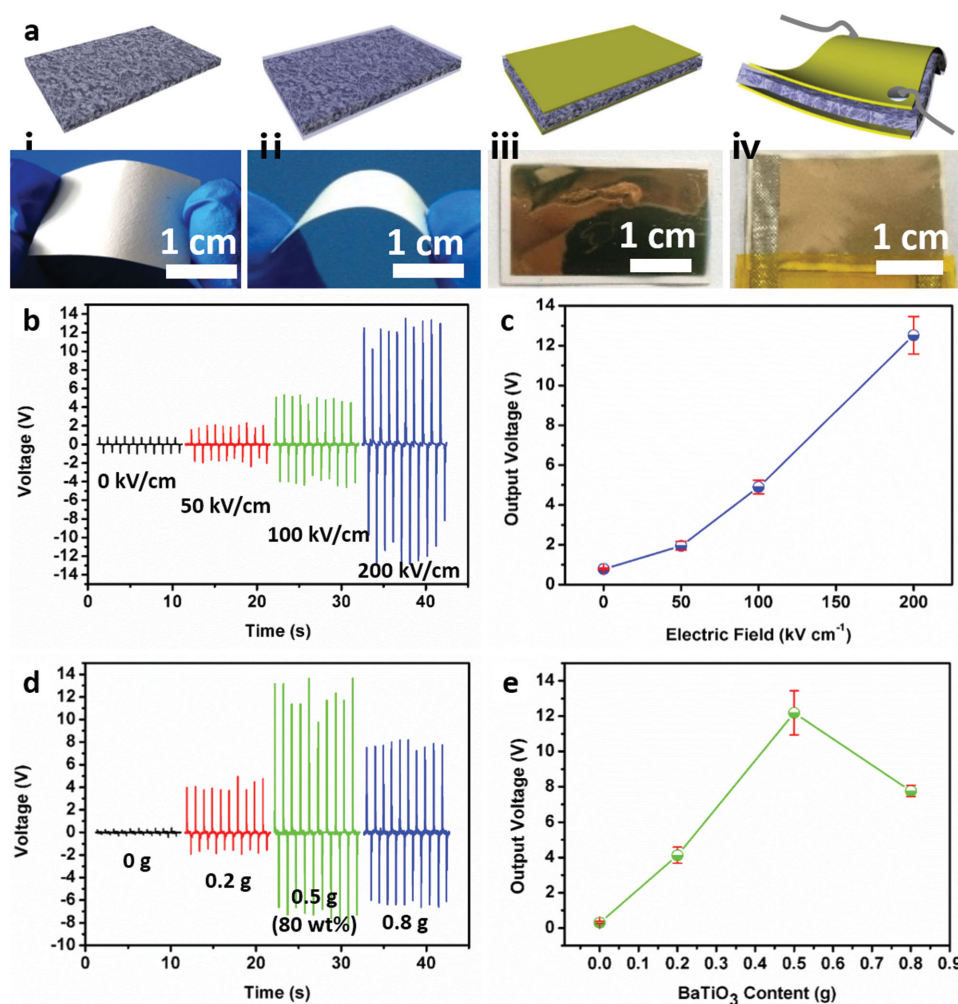 a
i ii iii iv
1 cm 1 cm 1 cm 1 cm
b
14
12
10
8
6
4
2
0
-2
-4
-6
-8
-10
-12
-14
Voltage (V)
0 kV/cm
50 kV/cm
100 kV/cm
200 kV/cm
0 10 20 30 40
Time (s)
c
14
12
10
8
6
4
2
0
Output Voltage (V)
0 50 100 150 200
Electric Field (kV cm⁻¹)
d
14
12
10
8
6
4
2
0
-2
-4
-6
-8
-10
Voltage (V)
0 g
0.2 g
0.5 g
(80 wt%)
0.8 g
0 10 20 30 40
Time (s)
e
14
12
10
8
6
4
2
0
Output Voltage (V)
0.0 0.1 0.2 0.3 0.4 0.5 0.6 0.7 0.8 0.9
BaTiO₃ Content (g)